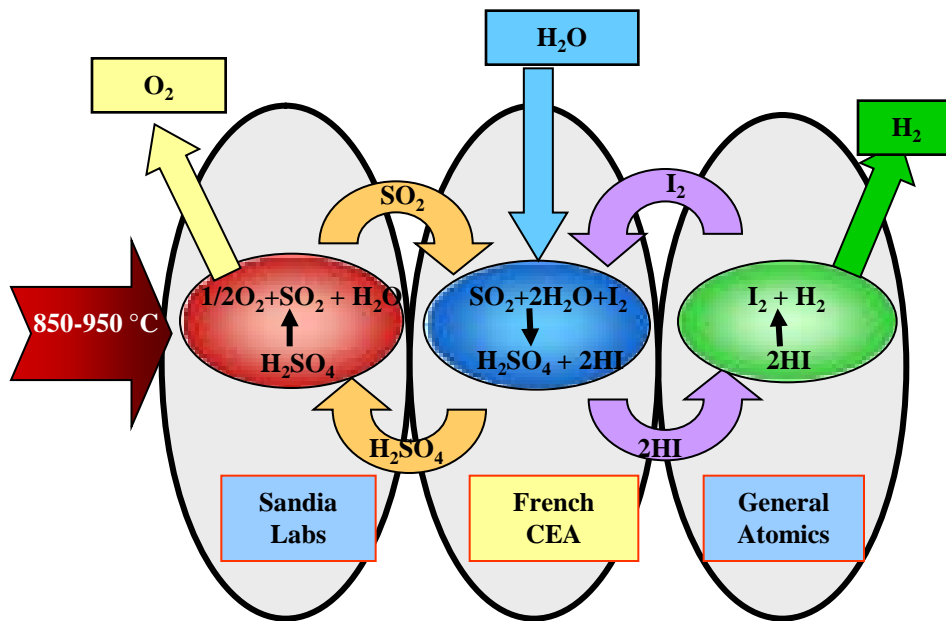 H₂O
O₂
H₂
SO₂
I₂
850-950 °C
1/2O₂+SO₂ + H₂O
H₂SO₄
SO₂+2H₂O+I₂
H₂SO₄ + 2HI
I₂ + H₂
2HI
H₂SO₄
2HI
Sandia
Labs
French
CEA
General
Atomics